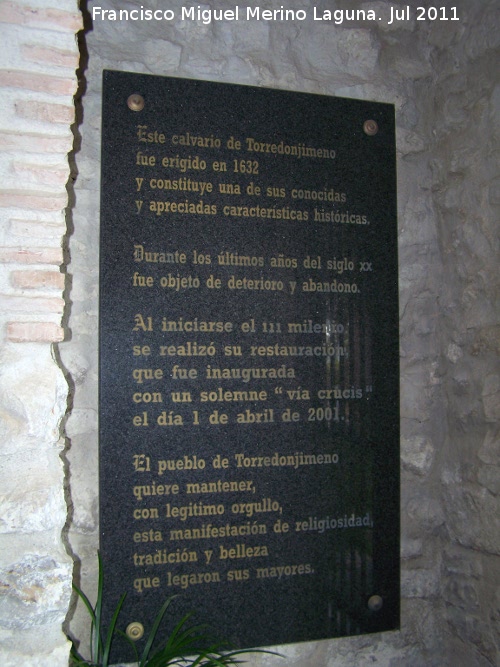 Francisco Miguel Merino Laguna. Jul 2011
Este calvario de Torredonjimeno
fue erigido en 1632
y constituye una de sus conocidas
y apreciadas características históricas.
Durante los últimos años del siglo xx
fue objeto de deterioro y abandono.
Al iniciarse el III milenio,
se realizó su restauración,
que fue inaugurada
con un solemne "vía crucis"
el día 1 de abril de 2001.
El pueblo de Torredonjimeno
quiere mantener,
con legitimo orgullo,
esta manifestación de religiosidad,
tradición y belleza
que legaron sus mayores.